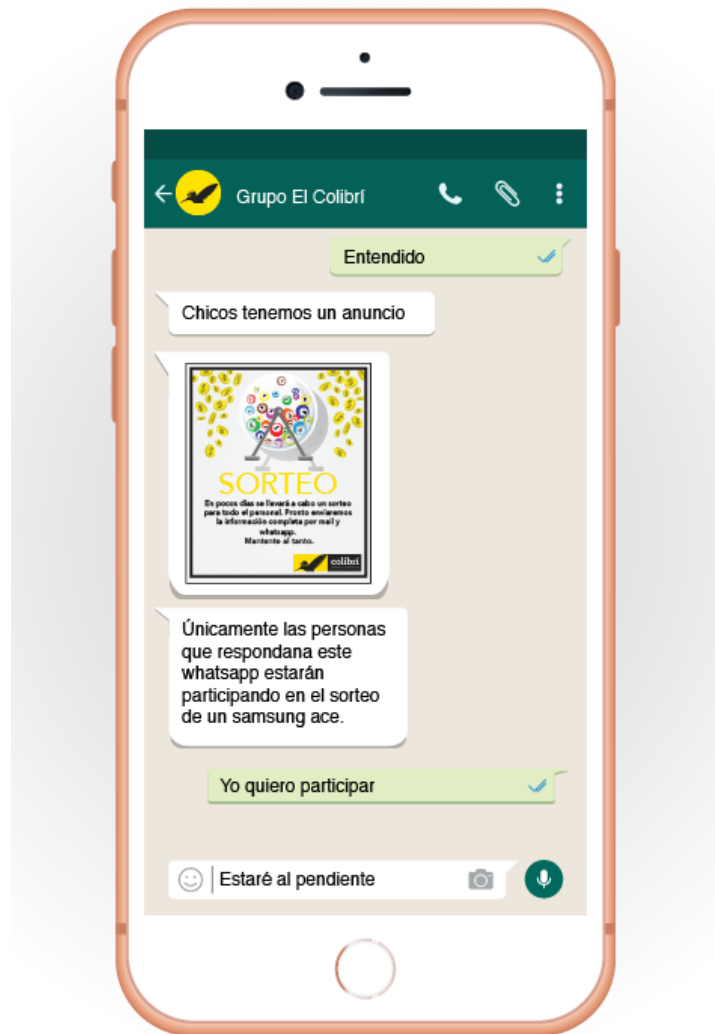 Grupo El Colibrí
Entendido
Chicos tenemos un anuncio
SORTEO
En pocos días se llevará a cabo un sorteo
para todo el personal. Pronto enviaremos
la información completa por mail y
whatsapp.
Mantente al tanto.
colibrí
Únicamente las personas
que respondana este
whatsapp estarán
participando en el sorteo
de un samsung ace.
Yo quiero participar
Estaré al pendiente